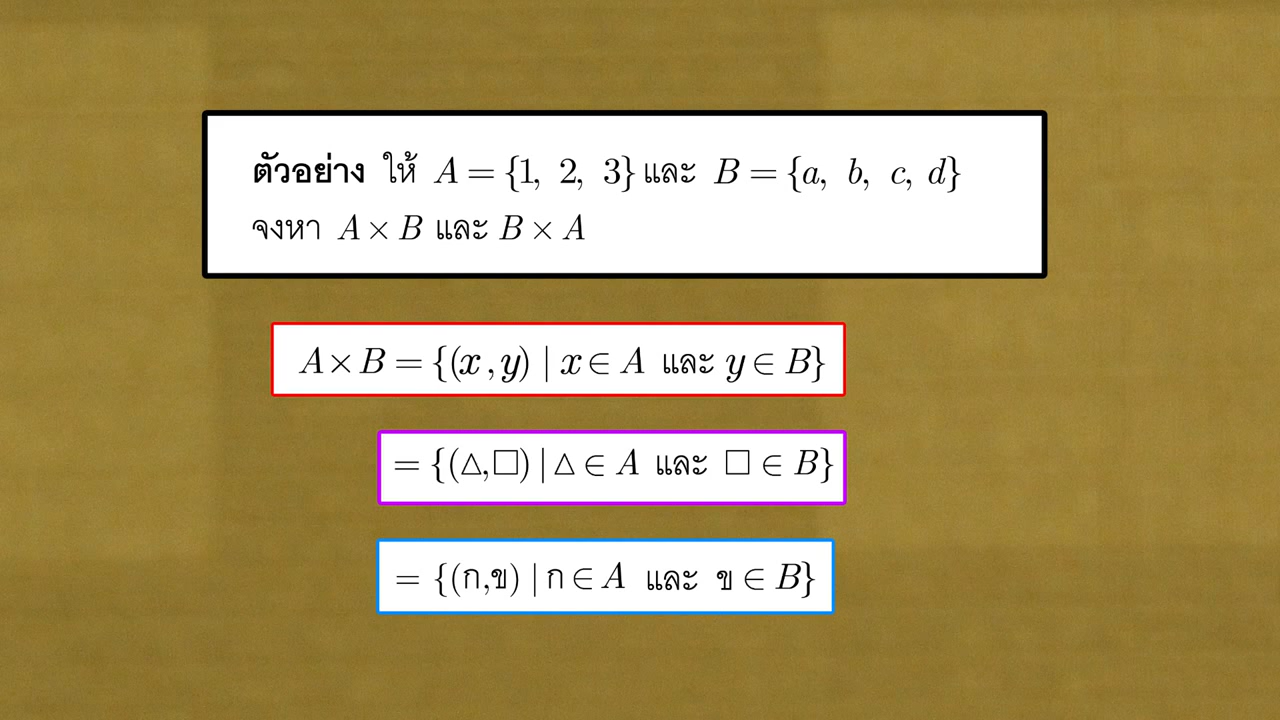 ตัวอย่าง ให้ A = {1, 2, 3} และ B = {a, b, c, d}
จงหา A × B และ B × A
A × B = {(x , y) | x ∈ A และ y ∈ B}
= {(△,□) | △ ∈ A และ □ ∈ B}
= {(ก,ข) | ก ∈ A และ ข ∈ B}